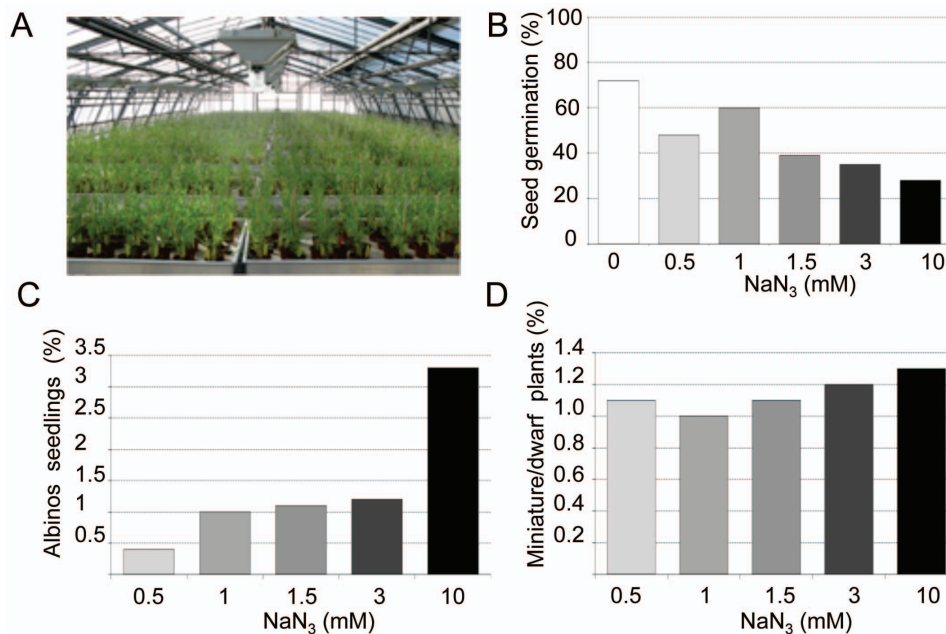 A
B
Seed germination (%)
100
80
60
40
20
0
0 0.5 1 1.5 3 10
NaN₃ (mM)
C
Albinos seedlings (%)
3.5
3
2.5
2
1.5
1
0.5
0.5 1 1.5 3 10
NaN₃ (mM)
D
Miniature/dwarf plants (%)
1.4
1.2
1.0
0.8
0.6
0.4
0.2
0.5 1 1.5 3 10
NaN₃ (mM)